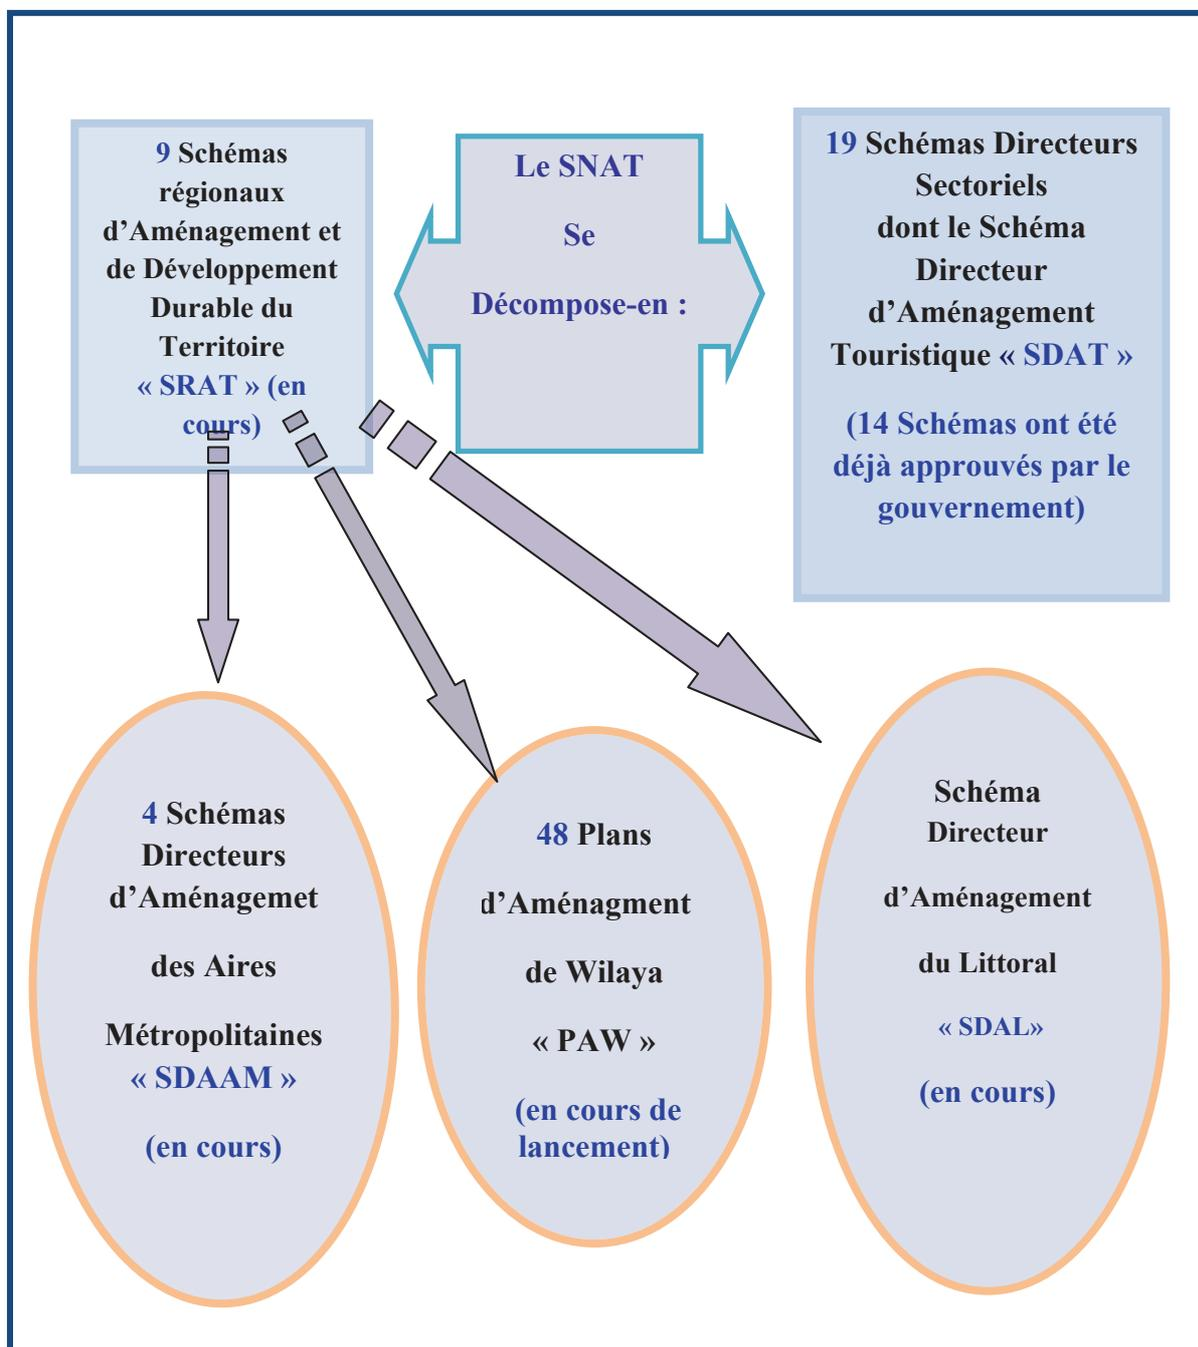 9 Schémas
régionaux
d’Aménagement et
de Développement
Durable du
Territoire
« SRAT » (en
cours)
Le SNAT
Se
Décompose-en :
19 Schémas Directeurs
Sectoriels
dont le Schéma
Directeur
d’Aménagement
Touristique « SDAT »
(14 Schémas ont été
déjà approuvés par le
gouvernement)
4 Schémas
Directeurs
d’Aménagemet
des Aires
Métropolitaines
« SDAAM »
(en cours)
48 Plans
d’Aménagment
de Wilaya
« PAW »
(en cours de
lancement)
Schéma
Directeur
d’Aménagement
du Littoral
« SDAL»
(en cours)